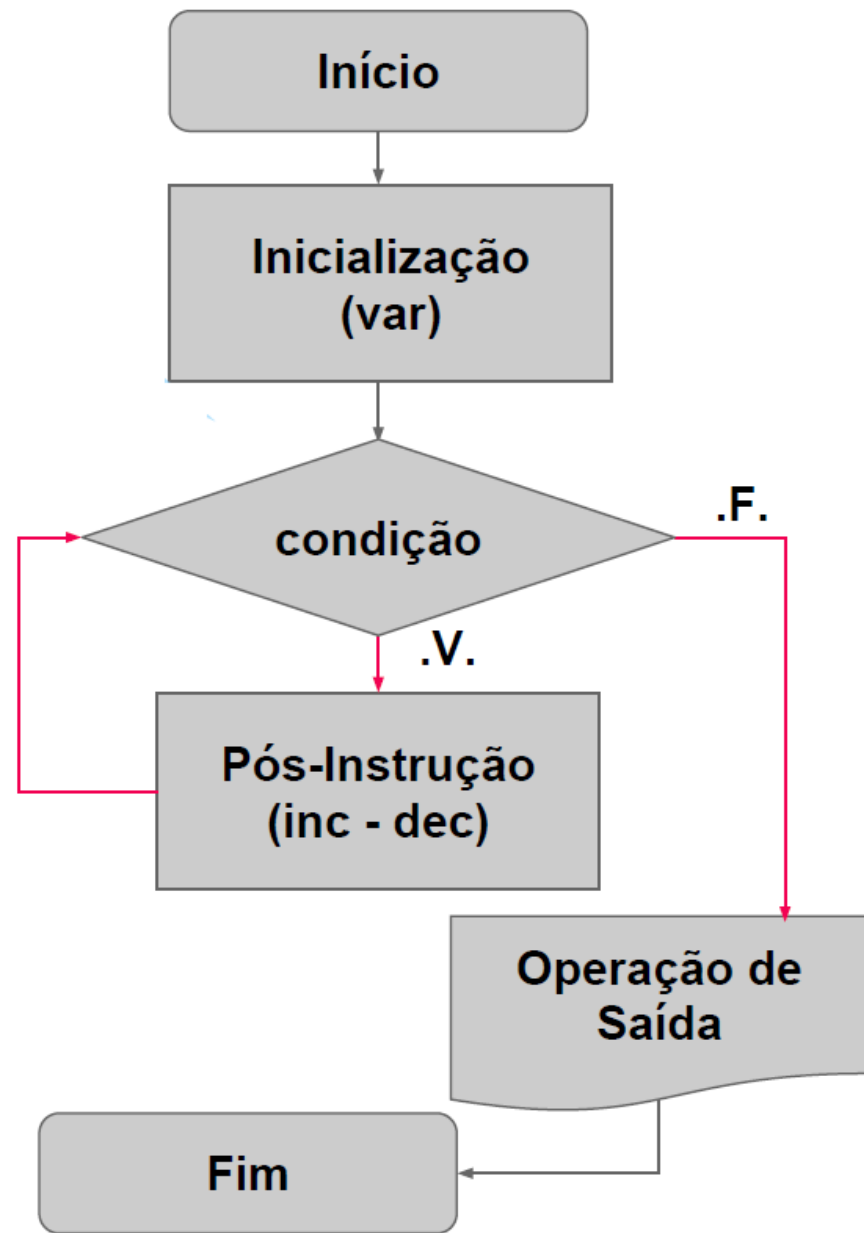 Início
Inicialização
(var)
condição
.F.
.V.
Pós-Instrução
(inc - dec)
Operação de
Saída
Fim